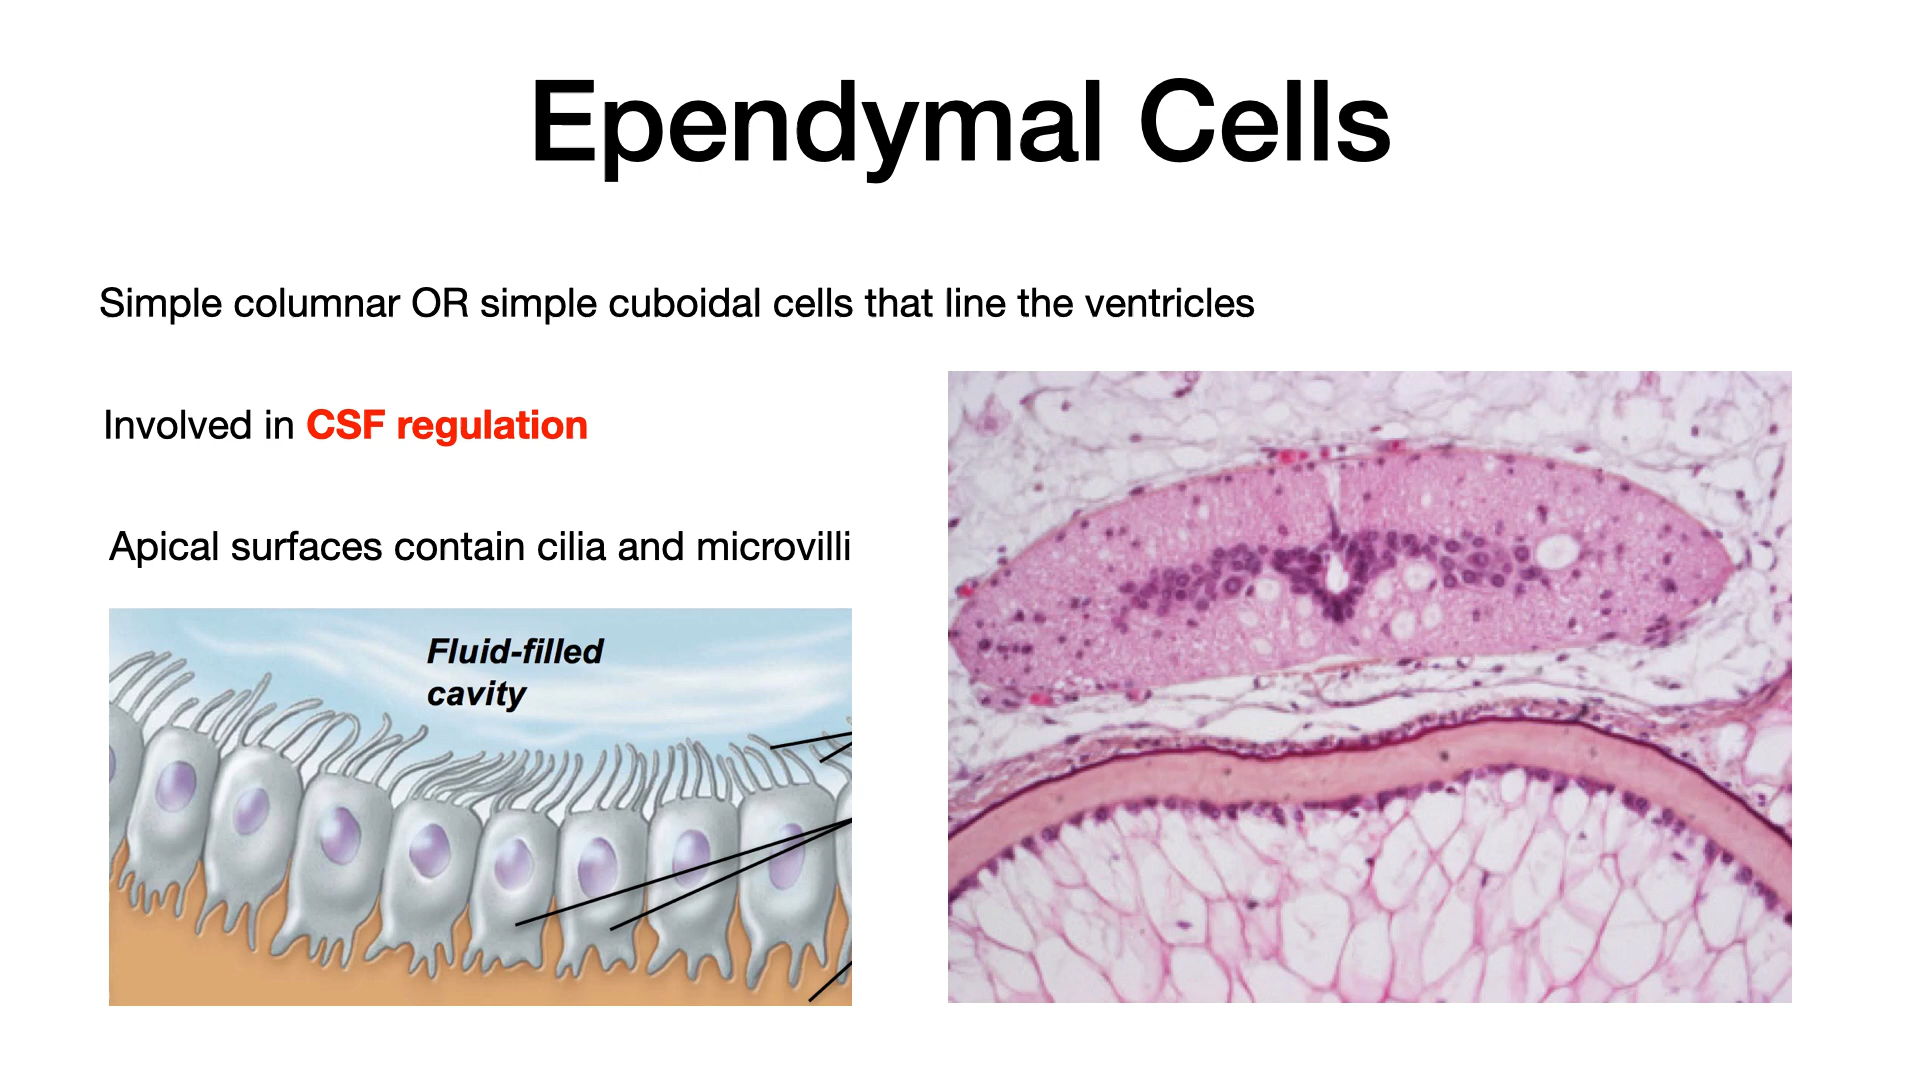 Ependymal Cells
Simple columnar OR simple cuboidal cells that line the ventricles
Involved in CSF regulation
Apical surfaces contain cilia and microvilli
Fluid-filled
cavity